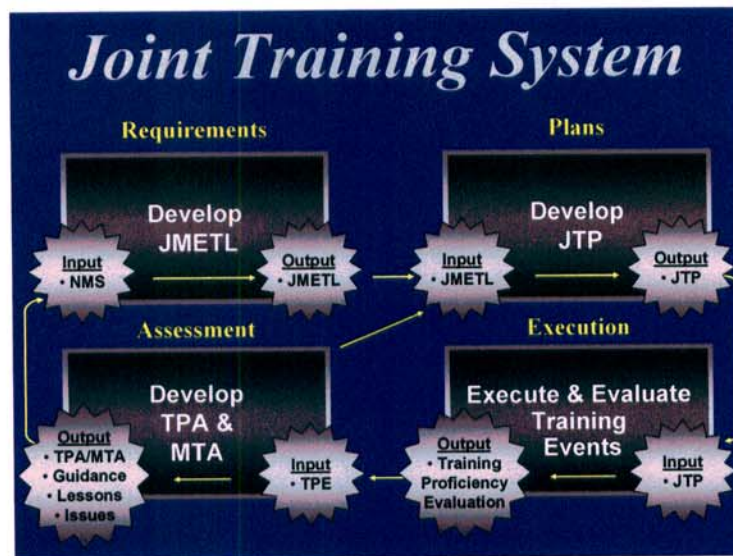 Joint Training System
Requirements
Develop
JMETL
Input
• NMS
Output
• JMETL
Plans
Develop
JTP
Input
• JMETL
Output
• JTP
Assessment
Develop
TPA &
MTA
Output
• TPA/MTA
• Guidance
• Lessons
• Issues
Input
• TPE
Execution
Execute & Evaluate
Training
Events
Output
• Training
Proficiency
Evaluation
Input
• JTP